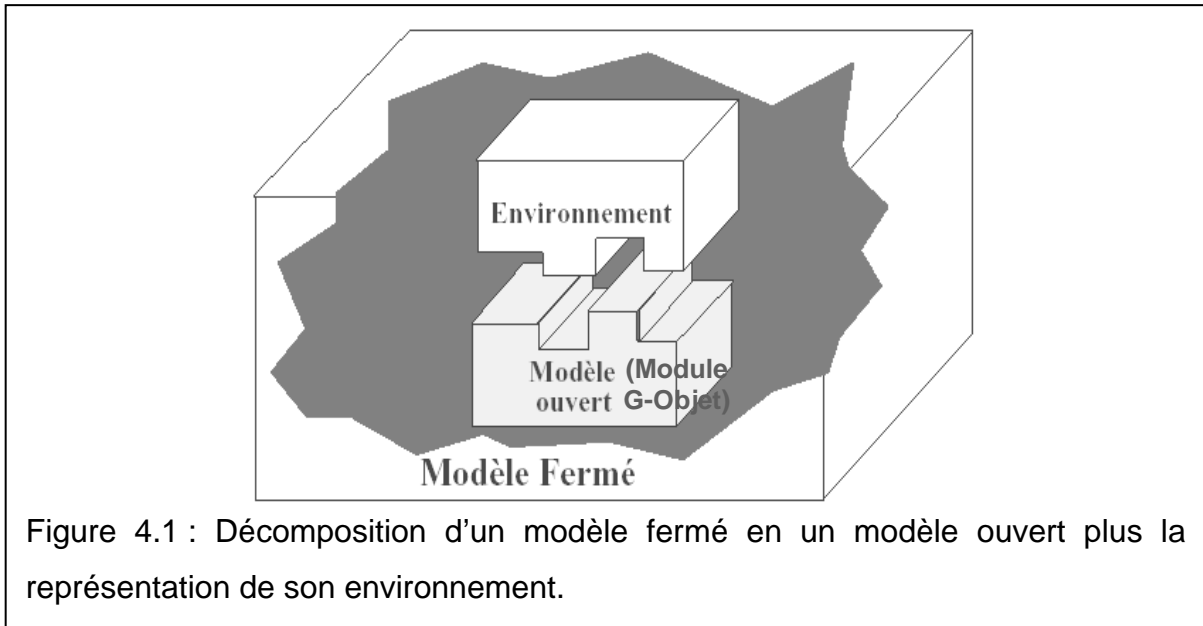 Environnement
Modèle (Module
ouvert G-Objet)
Modèle Fermé
Figure 4.1 : Décomposition d’un modèle fermé en un modèle ouvert plus la
représentation de son environnement.